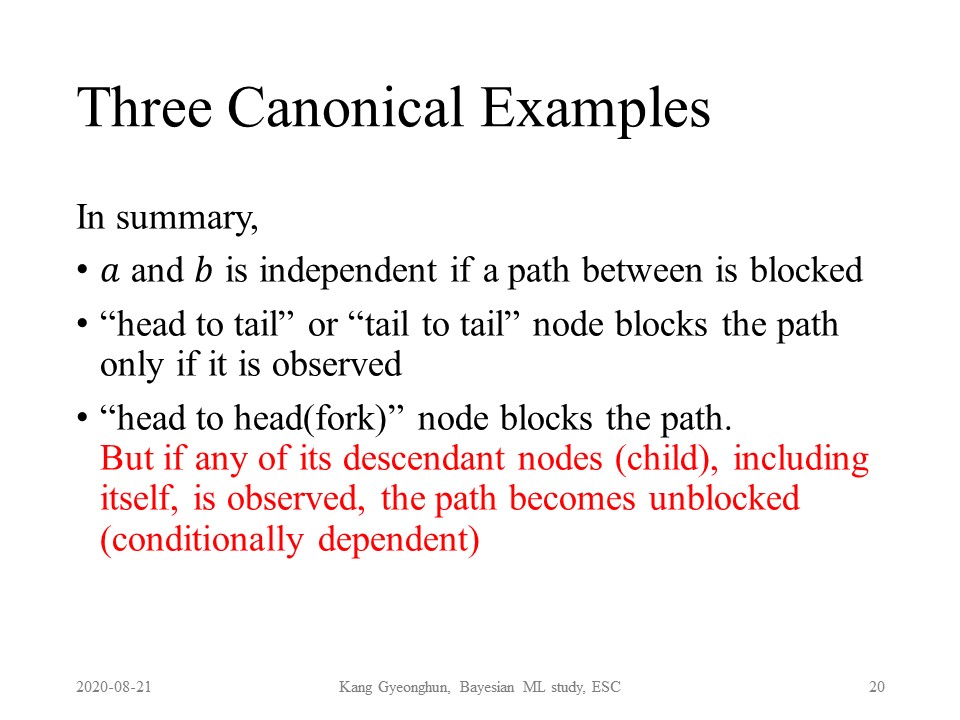 Three Canonical Examples
In summary,
• 𝑎 and 𝑏 is independent if a path between is blocked
• “head to tail” or “tail to tail” node blocks the path
only if it is observed
• “head to head(fork)” node blocks the path.
But if any of its descendant nodes (child), including
itself, is observed, the path becomes unblocked
(conditionally dependent)
2020-08-21
Kang Gyeonghun, Bayesian ML study, ESC
20